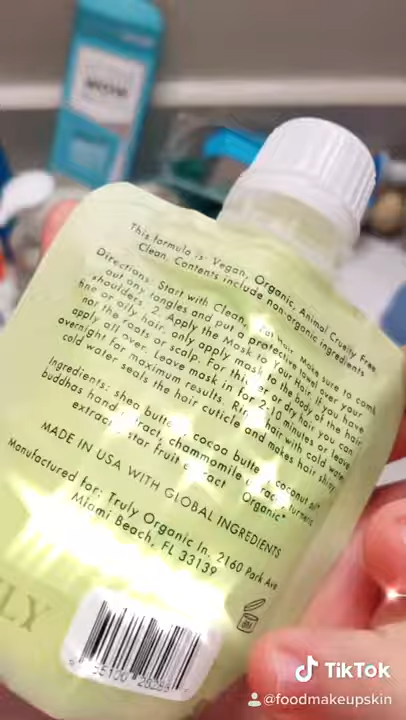 This formula is: Vegan, Organic, Animal Cruelty Free
Clean. Contents include non-organic ingredients
Directions: Start with Clean, hair. Make sure to comb
out any tangles and put a protective towel over your
shoulders. 2. Apply the Mask to Your Hair. If you have
fine or oily hair, only apply mask to the body of the hair
not the roots or scalp. For or dry hair you can
apply all over. Leave mask in for 2-10 minutes or leave
overnight for maximum results. Rinse hair with cold water
cold water seals the hair cuticle and makes hair shiny
Ingredients: shea butter, cocoa butter, coconut oil*
buddhas hand extract, chammomile extract, turmeric
extract, star fruit extract Organic*
MADE IN USA WITH GLOBAL INGREDIENTS
Manufactured for: Truly Organic In. 2160 Park Ave
Miami Beach, FL 33139
LY
TikTok
@foodmakeupskin